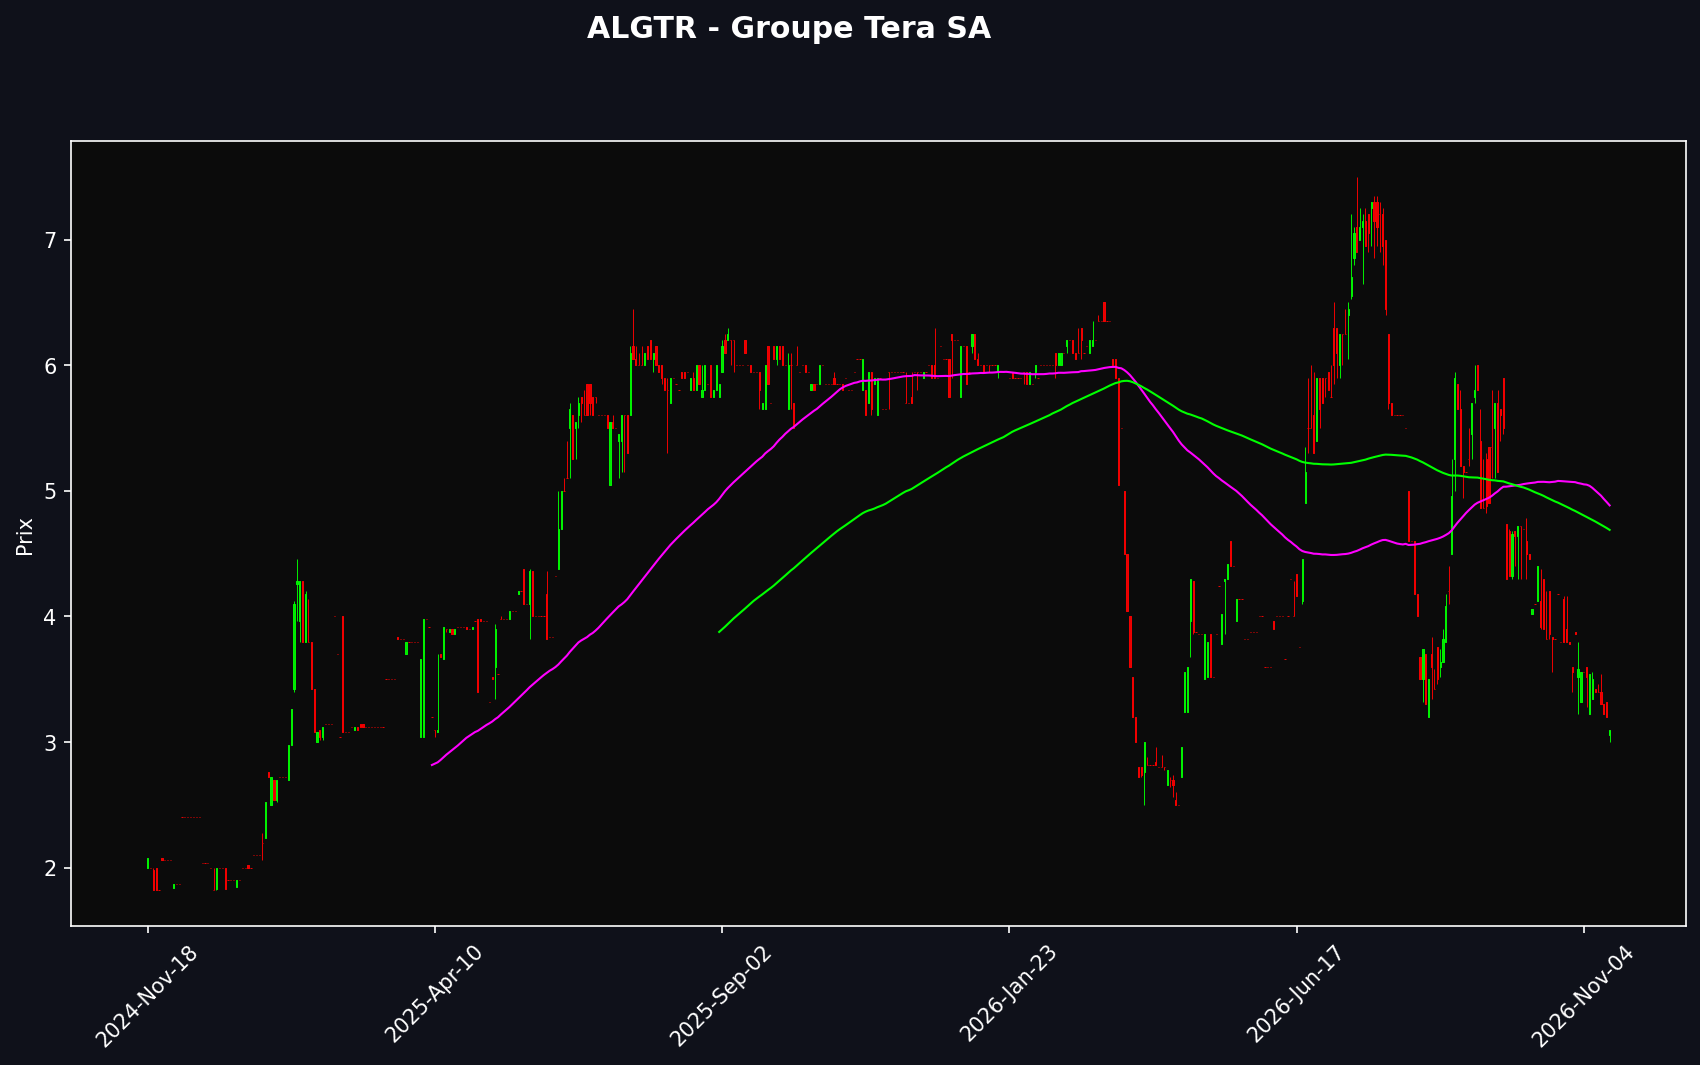 ALGTR - Groupe Tera SA
Prix
7
6
5
4
3
2
2024-Nov-18
2025-Apr-10
2025-Sep-02
2026-Jan-23
2026-Jun-17
2026-Nov-04